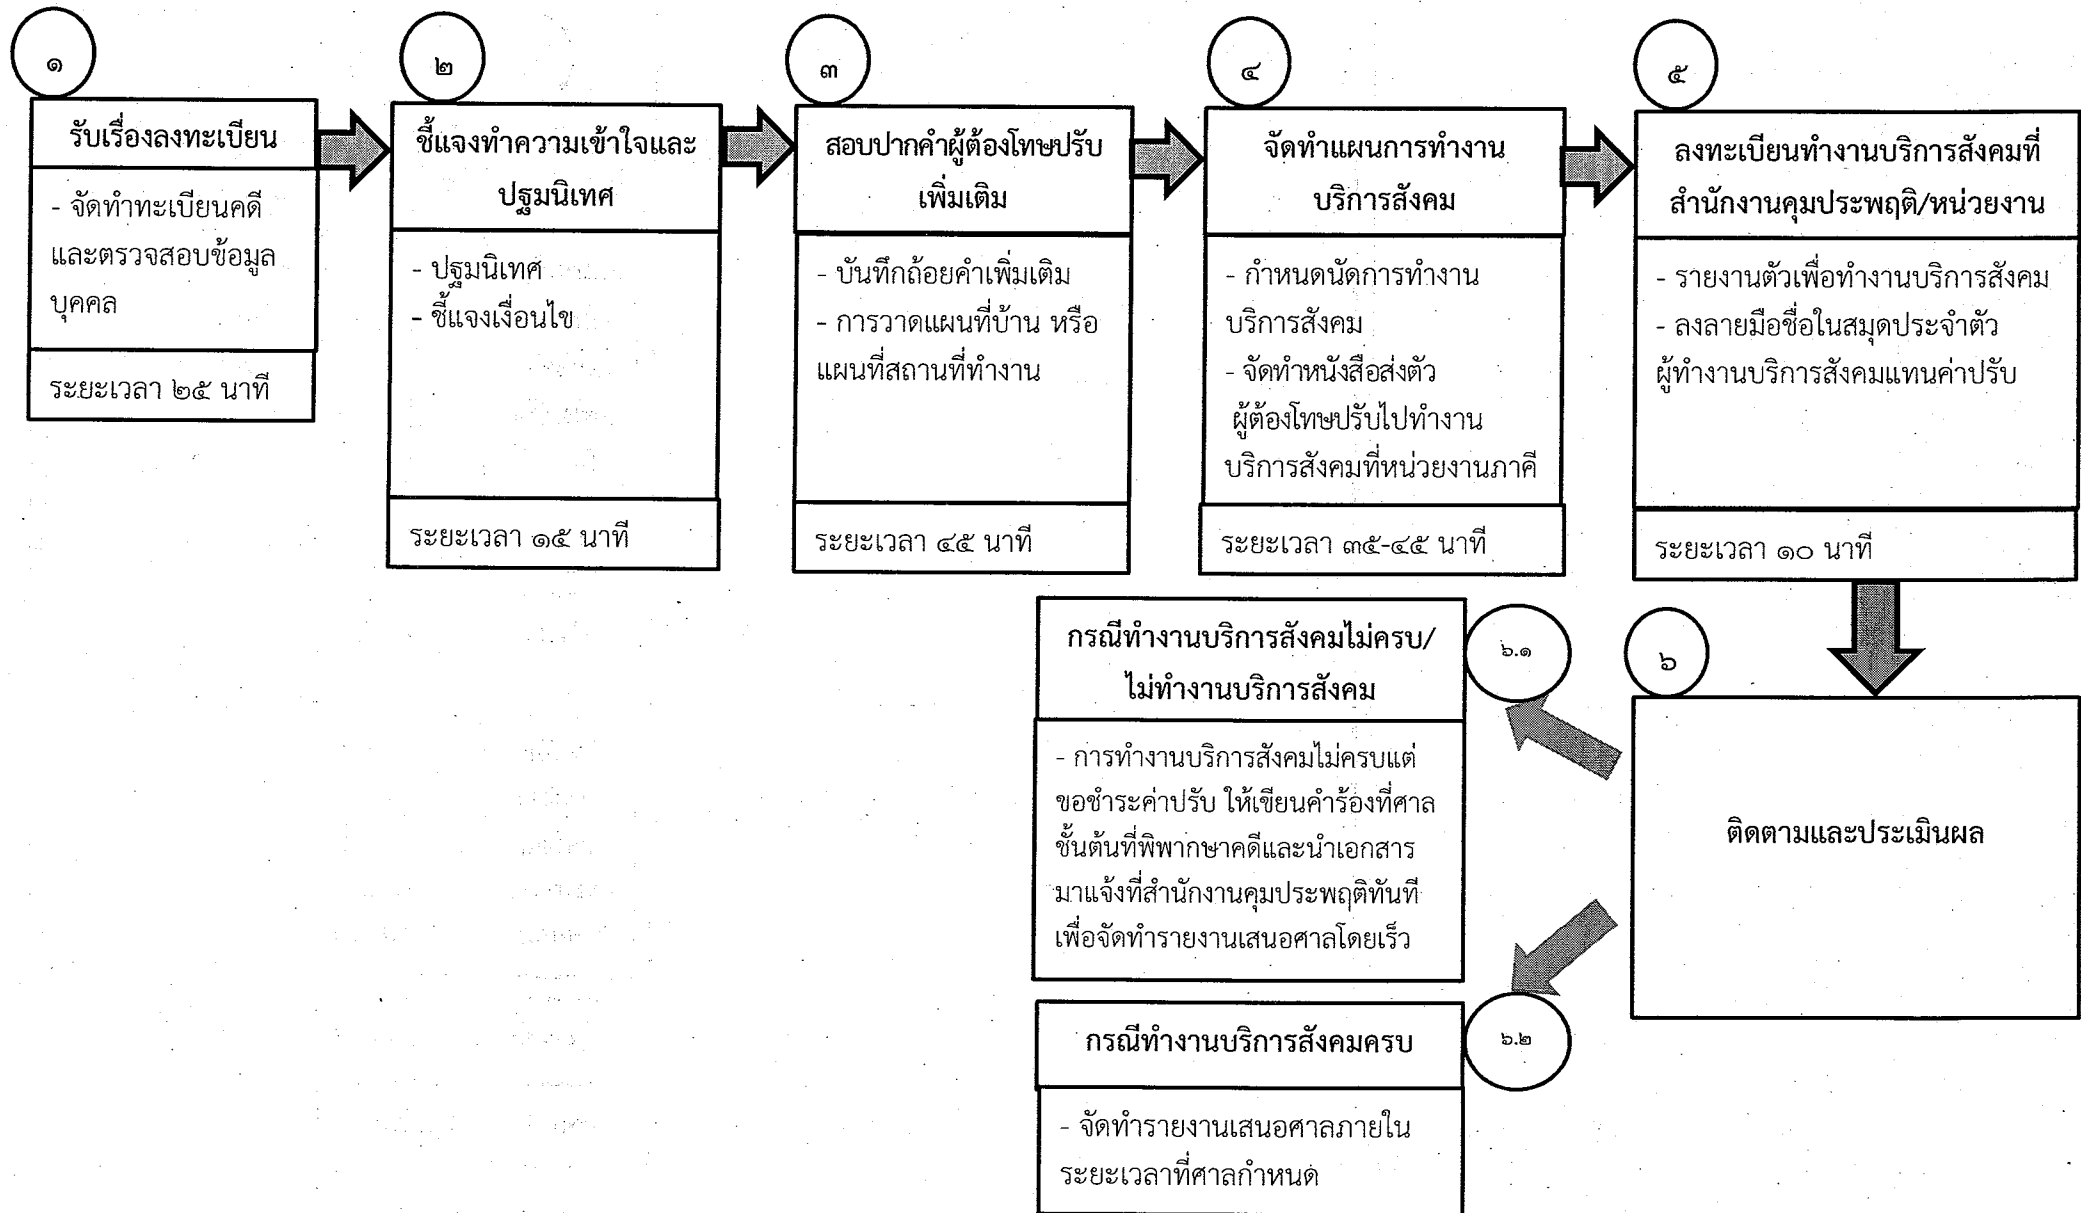 ๑
รับเรื่องลงทะเบียน
- จัดทำทะเบียนคดี
และตรวจสอบข้อมูล
บุคคล
ระยะเวลา ๒๕ นาที
๒
ชี้แจงทำความเข้าใจและ
ปฐมนิเทศ
- ปฐมนิเทศ
- ชี้แจงเงื่อนไข
ระยะเวลา ๑๕ นาที
๓
สอบปากคำผู้ต้องโทษปรับ
เพิ่มเติม
- บันทึกถ้อยคำเพิ่มเติม
- การวาดแผนที่บ้าน หรือ
แผนที่สถานที่ทำงาน
ระยะเวลา ๔๕ นาที
๔
จัดทำแผนการทำงาน
บริการสังคม
- กำหนดนัดการทำงาน
บริการสังคม
- จัดทำหนังสือส่งตัว
ผู้ต้องโทษปรับไปทำงาน
บริการสังคมที่หน่วยงานภาคี
ระยะเวลา ๓๕-๔๕ นาที
๕
ลงทะเบียนทำงานบริการสังคมที่
สำนักงานคุมประพฤติ/หน่วยงาน
- รายงานตัวเพื่อทำงานบริการสังคม
- ลงลายมือชื่อในสมุดประจำตัว
ผู้ทำงานบริการสังคมแทนค่าปรับ
ระยะเวลา ๑๐ นาที
๖
ติดตามและประเมินผล
๖.๑
กรณีทำงานบริการสังคมไม่ครบ/
ไม่ทำงานบริการสังคม
- การทำงานบริการสังคมไม่ครบแต่
ขอชำระค่าปรับ ให้เขียนคำร้องที่ศาล
ชั้นต้นที่พิพากษาคดีและนำเอกสาร
มาแจ้งที่สำนักงานคุมประพฤติทันที
เพื่อจัดทำรายงานเสนอศาลโดยเร็ว
๖.๒
กรณีทำงานบริการสังคมครบ
- จัดทำรายงานเสนอศาลภายใน
ระยะเวลาที่ศาลกำหนด